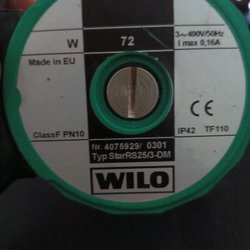 W 72 3~400V/50Hz
I max 0,16A
Made in EU
CE
ClassF PN10 IP42 TF110
Nr. 4075929/ 0301
Typ StarRS25/3-DM
WILO